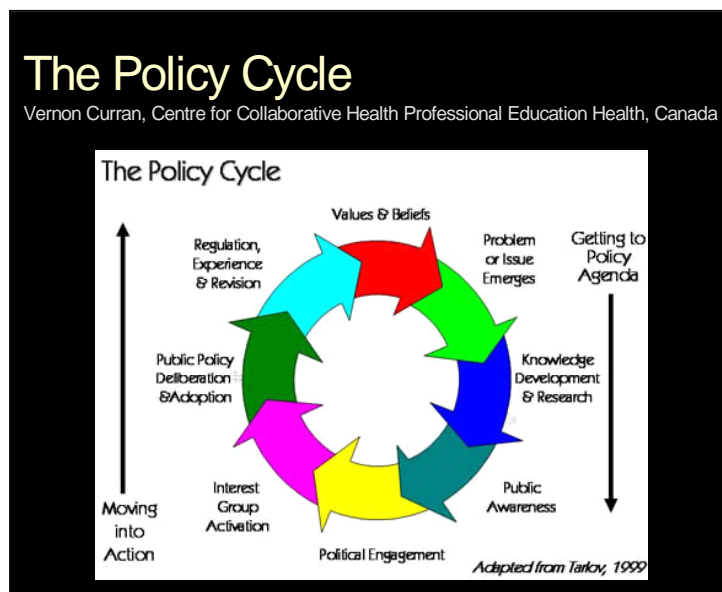 The Policy Cycle
Vernon Curran, Centre for Collaborative Health Professional Education Health, Canada
The Policy Cycle
Values & Beliefs
Problem
or Issue
Emerges
Getting to
Policy
Agenda
Knowledge
Development
& Research
Public
Awareness
Political Engagement
Interest
Group
Activation
Public Policy
Deliberation
&Adoption
Regulation,
Experience
& Revision
Moving
into
Action
Adapted from Tarlov, 1999